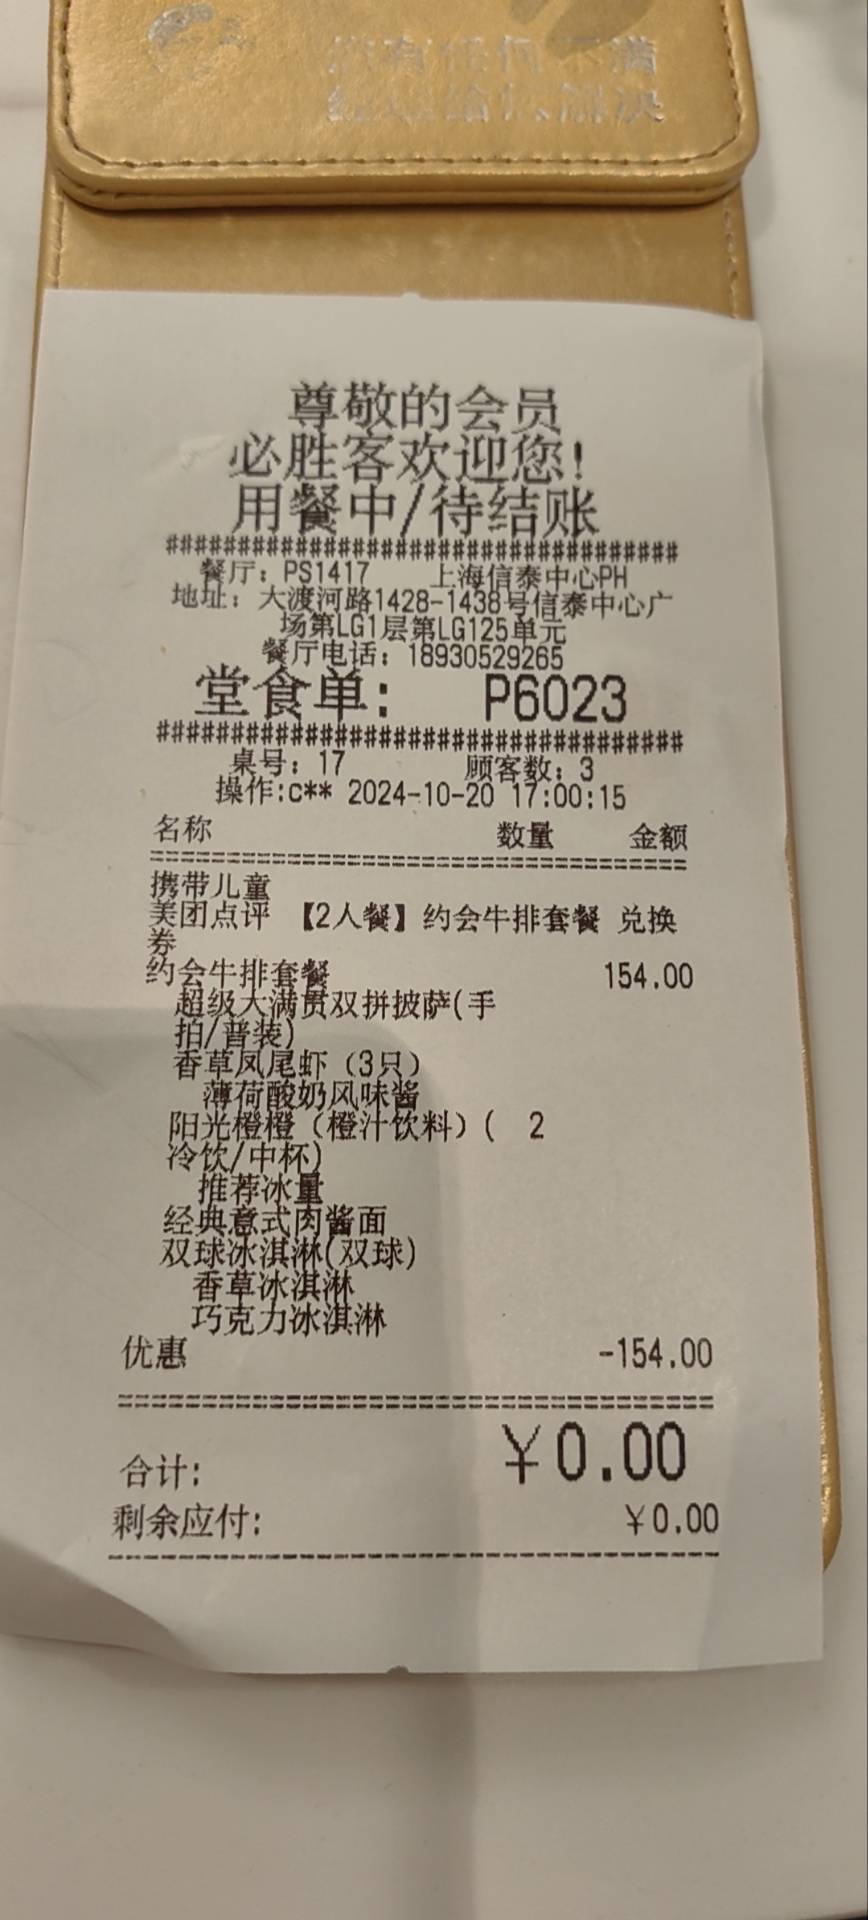 有任何不满
解决
尊敬的会员
必胜客欢迎您!
用餐中/待结账
####################################
餐厅: PS1417 上海信泰中心PH
地址: 大渡河路1428-1438号信泰中心广
场第LG1层第LG125单元
餐厅电话: 18930529265
堂食单: P6023
####################################
桌号: 17 顾客数: 3
操作:c** 2024-10-20 17:00:15
名称 数量 金额
携带儿童
美团点评 【2人餐】约会牛排套餐 兑换
券
约会牛排套餐 154.00
超级大满贯双拼披萨(手
拍/普装)
香草凤尾虾（3只）
薄荷酸奶风味酱
阳光橙橙（橙汁饮料）( 2
冷饮/中杯)
推荐冰量
经典意式肉酱面
双球冰淇淋(双球)
香草冰淇淋
巧克力冰淇淋
优惠 -154.00
合计: ￥0.00
剩余应付: ￥0.00